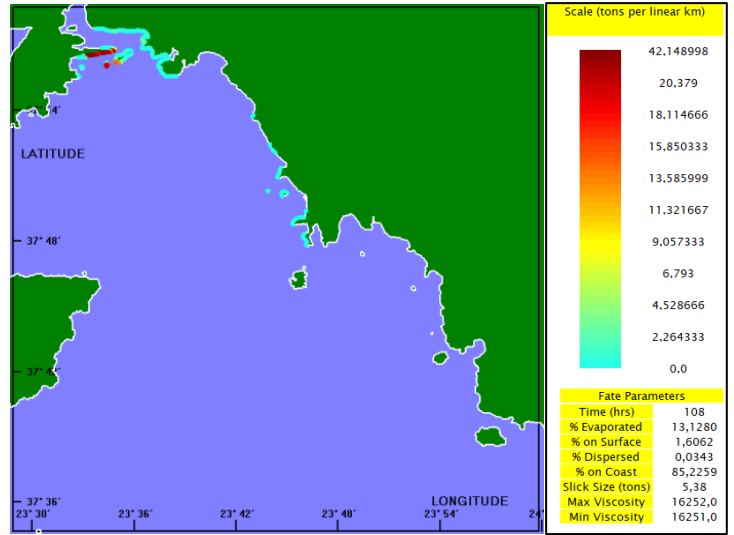 Scale (tons per linear km)
42,148998
20,379
18,114666
15,850333
13,585999
11,321667
9,057333
6,793
4,528666
2,264333
0,0
LATITUDE
37° 48′
37° 36′
LONGITUDE
23° 30′ 23° 36′ 23° 42′ 23° 48′ 23° 54′ 24°
Fate Parameters
Time (hrs) 108
% Evaporated 13,1280
% on Surface 1,6062
% Dispersed 0,0343
% on Coast 85,2259
Slick Size (tons) 5,38
Max Viscosity 16252,0
Min Viscosity 16251,0